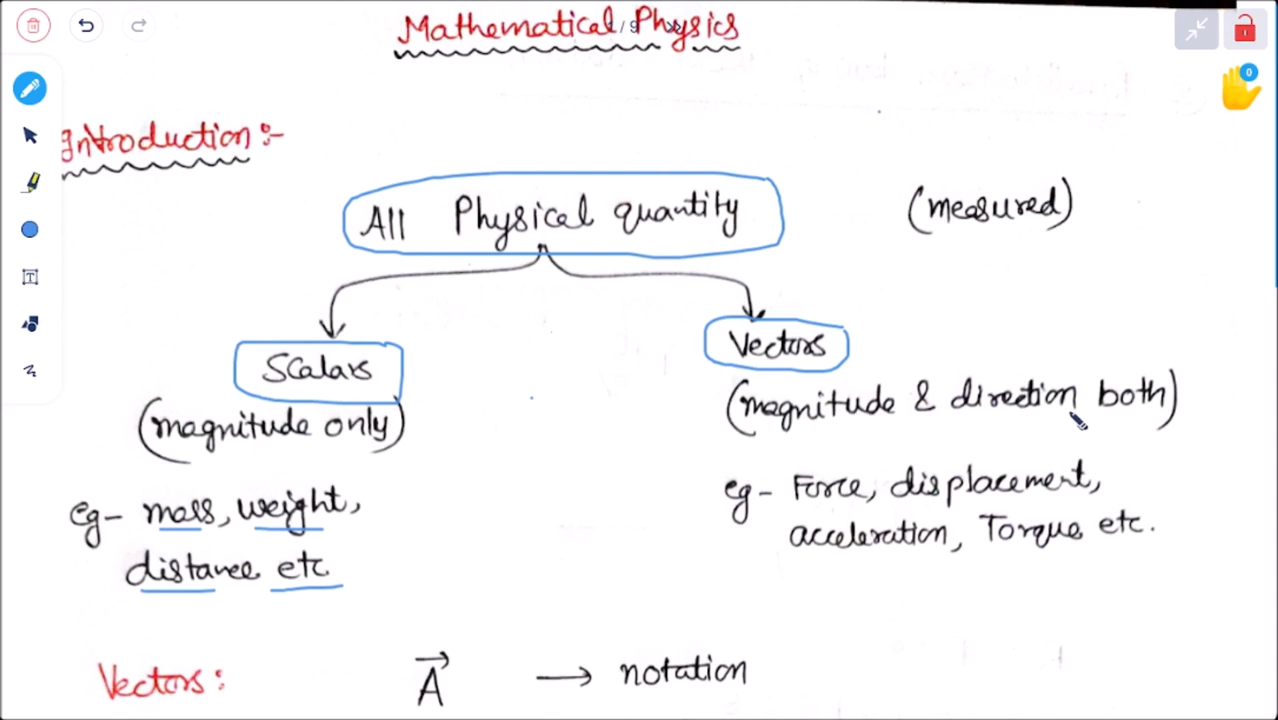 Mathematical Physics
Introduction :-
All Physical quantity
(measured)
Scalars
Vectors
(magnitude only)
(magnitude & direction both)
eg- mass, weight,
distance etc
eg- Force, displacement,
acceleration, Torque etc.
Vectors:
A → notation
0